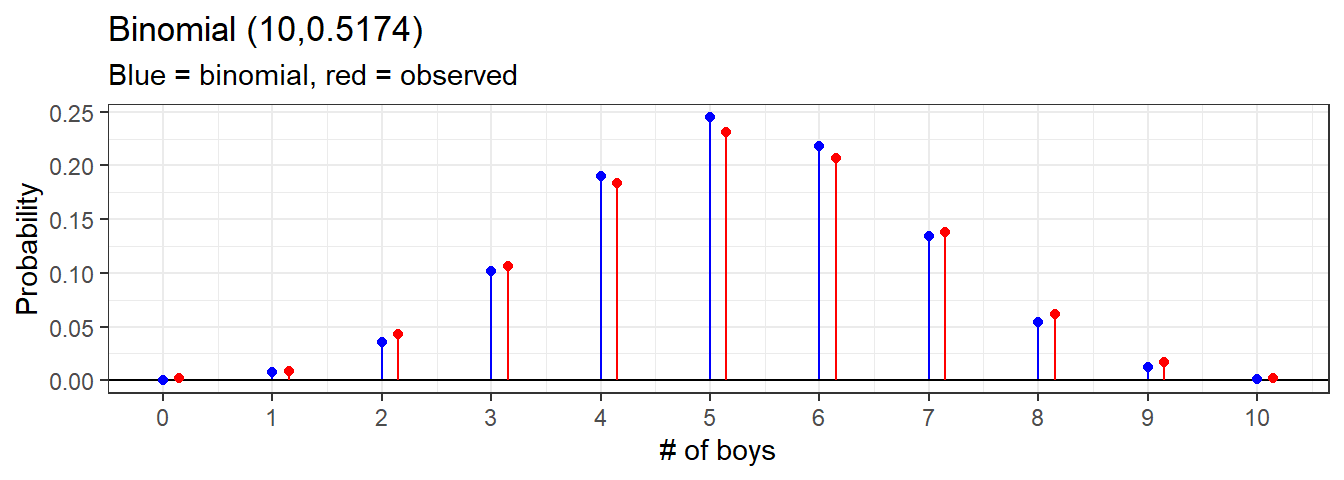 Binomial (10,0.5174)
Blue = binomial, red = observed
0.25
0.20
0.15
0.10
0.05
0.00
Probability
0 1 2 3 4 5 6 7 8 9 10
# of boys